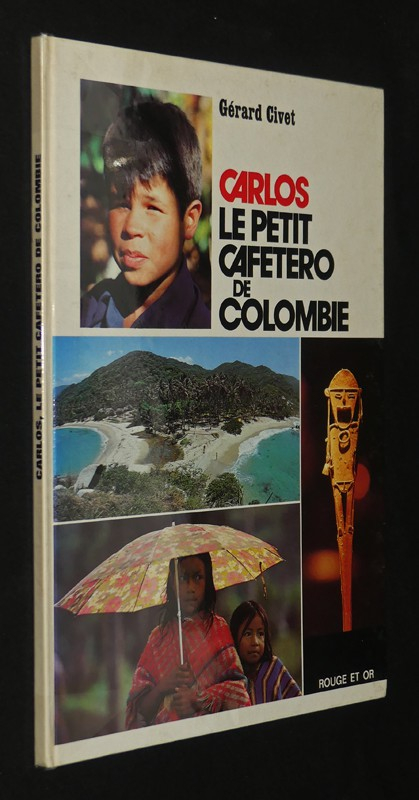 CARLOS, LE PETIT CAFETERO DE COLOMBIE
Gérard Civet
CARLOS
LE PETIT
CAFETERO
DE
COLOMBIE
ROUGE ET OR